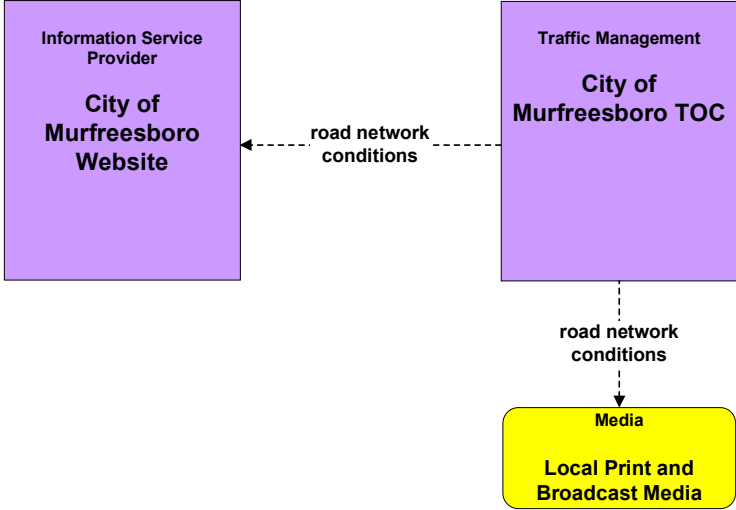 Information Service
Provider
City of
Murfreesboro
Website
road network
conditions
Traffic Management
City of
Murfreesboro TOC
road network
conditions
Media
Local Print and
Broadcast Media